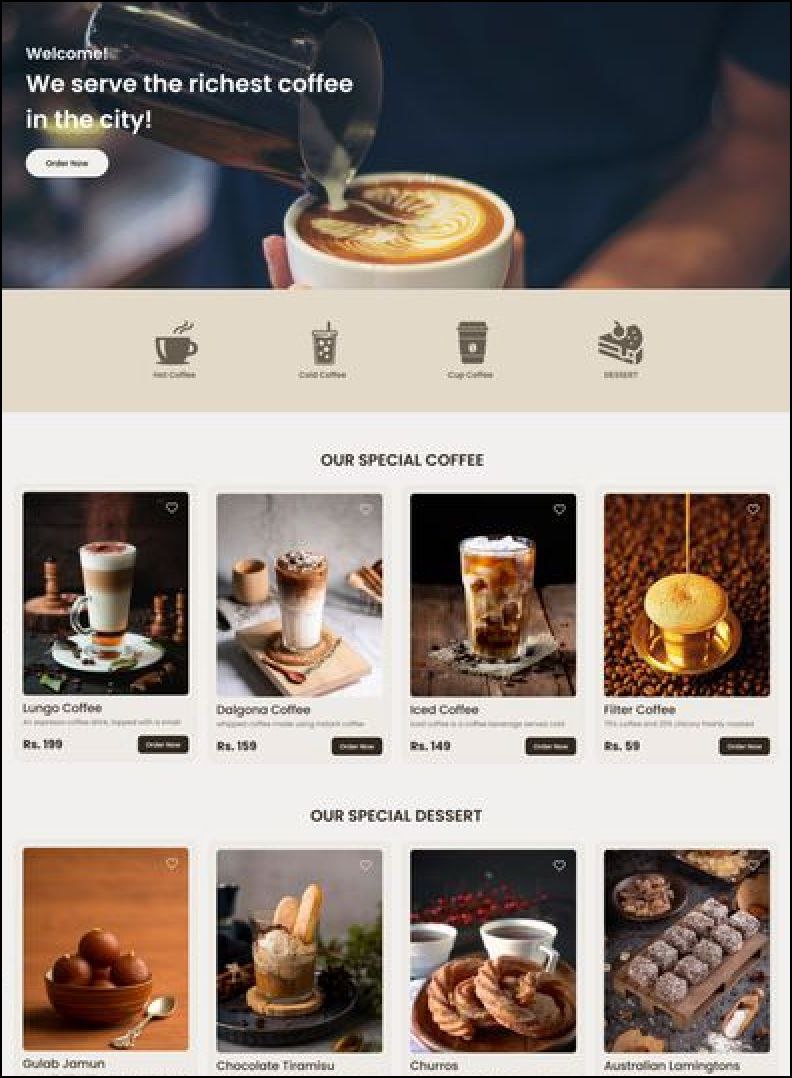 Welcome!
We serve the richest coffee
in the city!
Order Now
Hot Coffee
Cold Coffee
Cup Coffee
DESSERT
OUR SPECIAL COFFEE
Lungo Coffee
An espresso coffee drink, topped with a small
Rs. 199
Order Now
Dalgona Coffee
whipped coffee made using instant coffee
Rs. 159
Order Now
Iced Coffee
Iced coffee is a coffee beverage served cold
Rs. 149
Order Now
Filter Coffee
75% coffee and 25% chicory freshly roasted
Rs. 59
Order Now
OUR SPECIAL DESSERT
Gulab Jamun
Chocolate Tiramisu
Churros
Australian Lamingtons